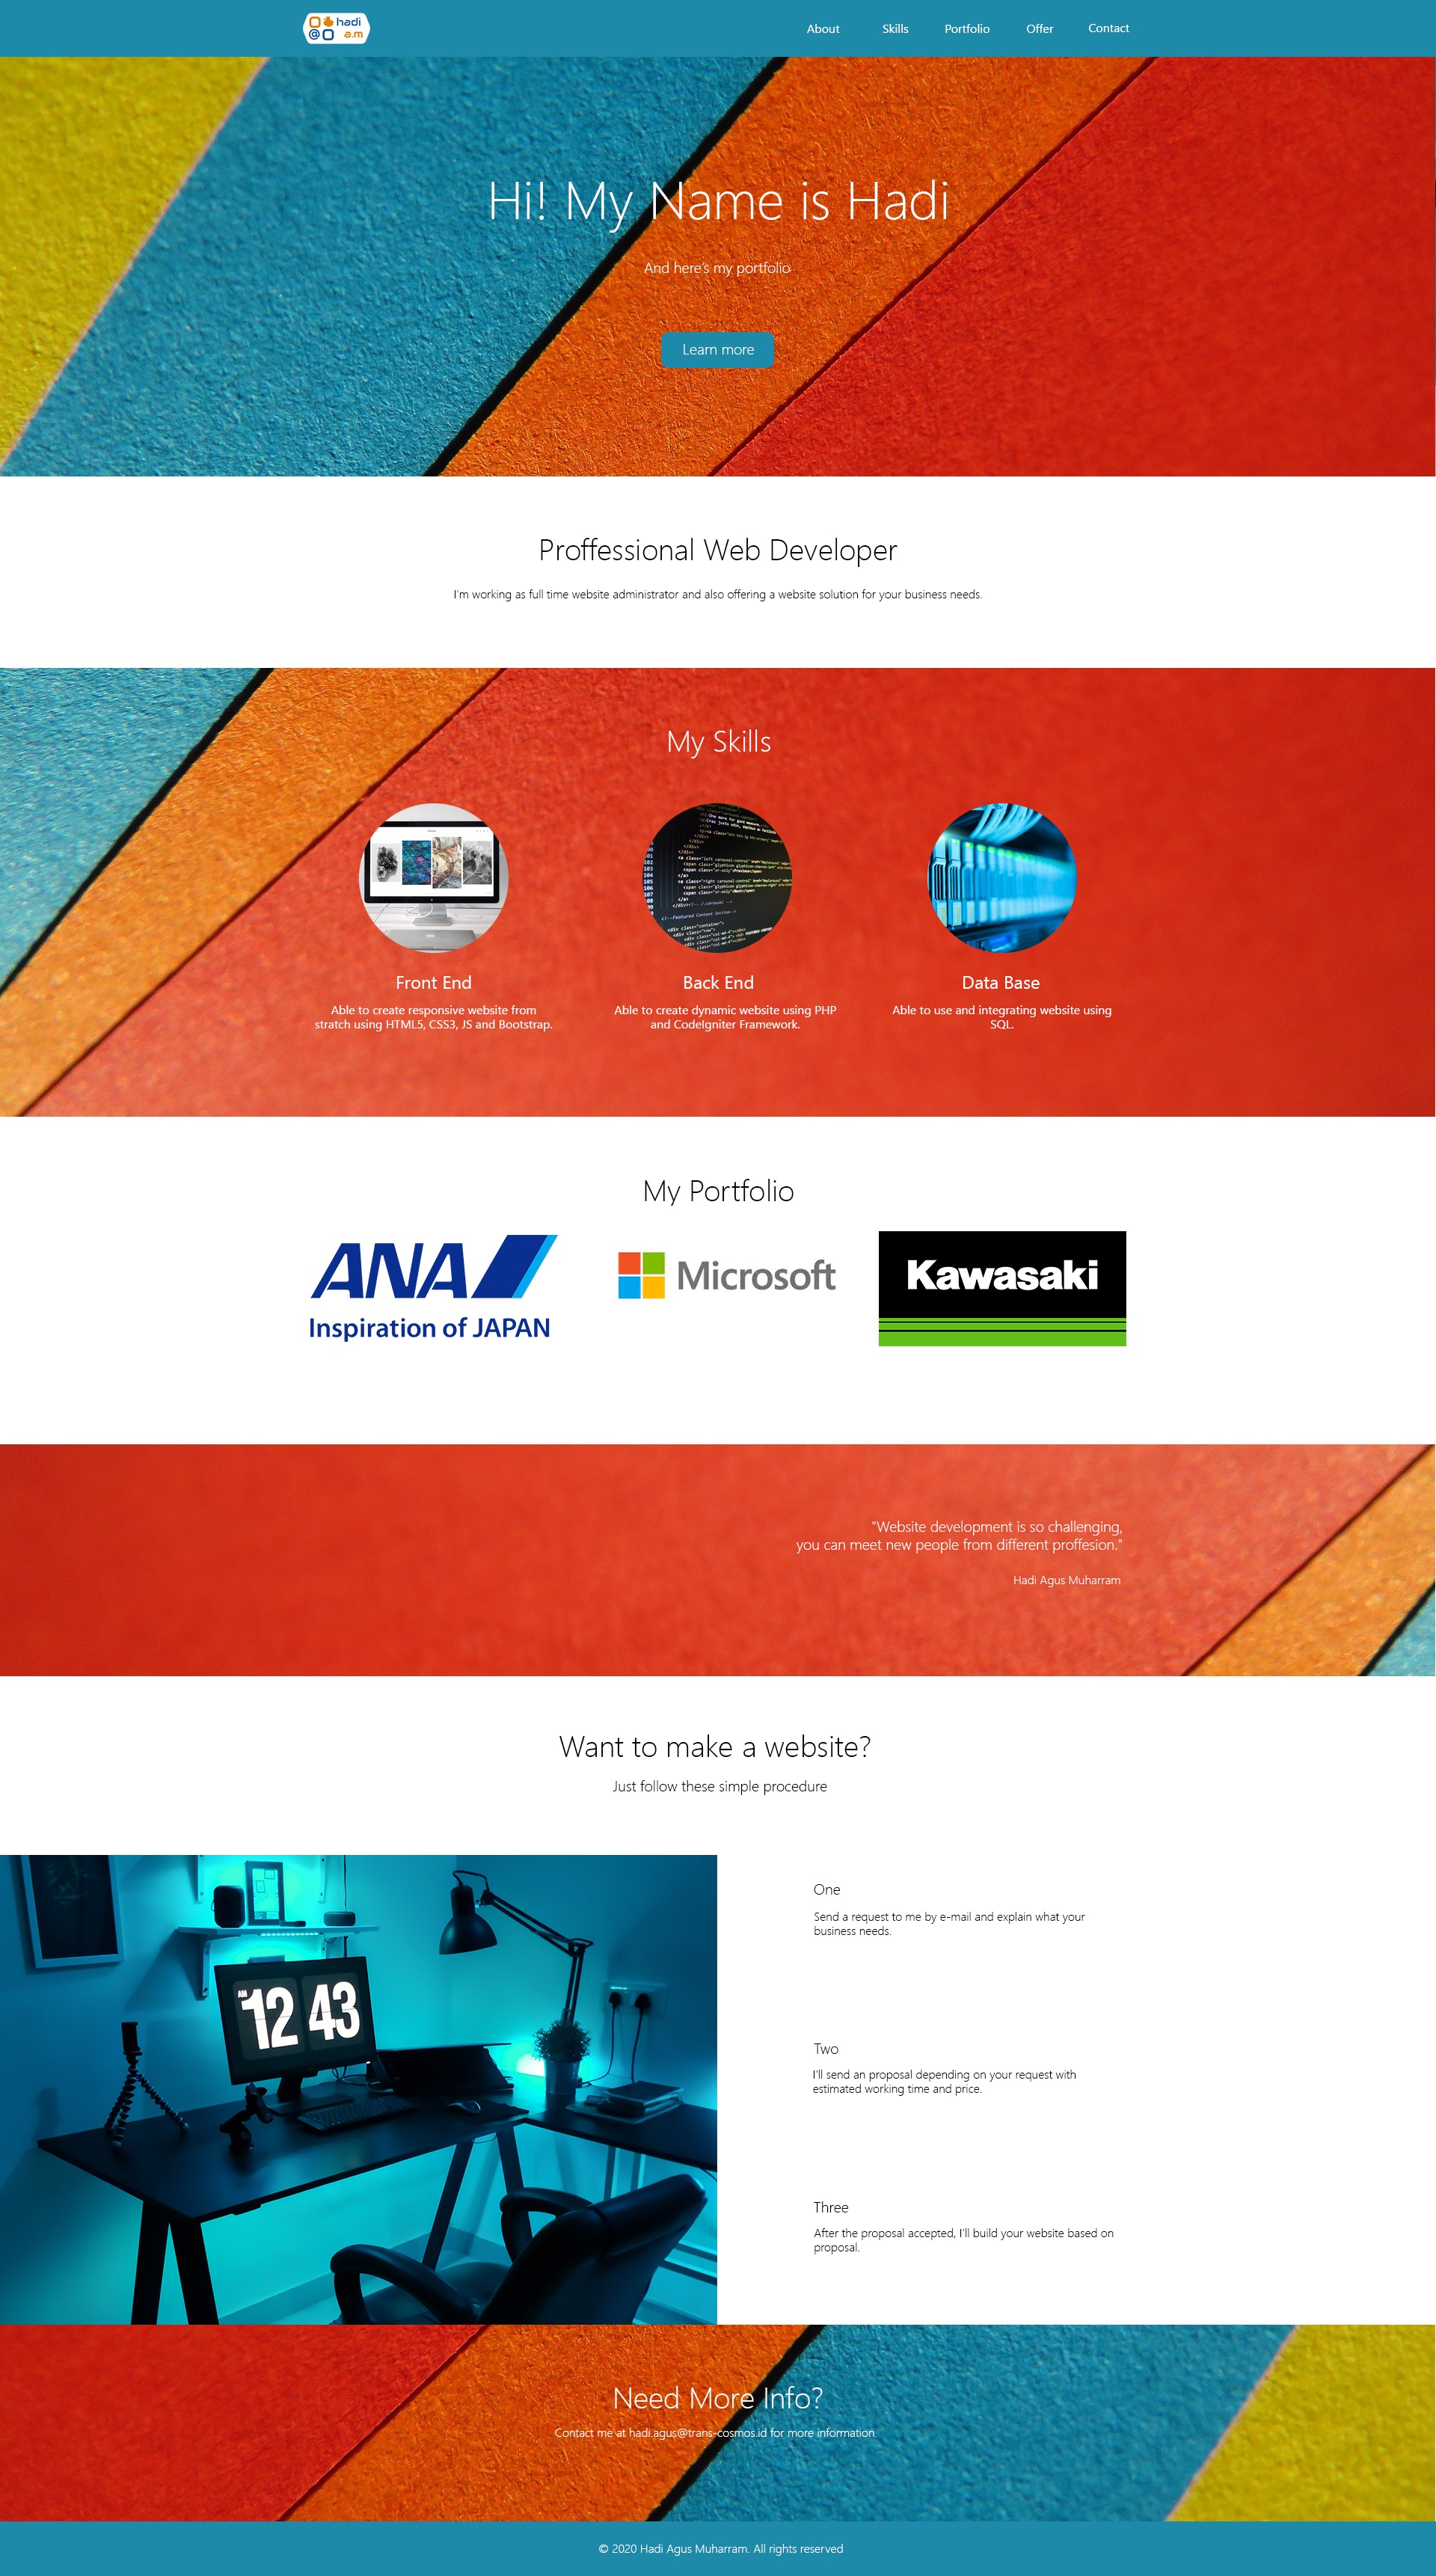 hadi
a.m
About Skills Portfolio Offer Contact
Hi! My Name is Hadi
And here's my portfolio
Learn more
Proffessional Web Developer
I'm working as full time website administrator and also offering a website solution for your business needs.
My Skills
Front End
Able to create responsive website from
stratch using HTML5, CSS3, JS and Bootstrap.
Back End
Able to create dynamic website using PHP
and CodeIgniter Framework.
Data Base
Able to use and integrating website using
SQL.
My Portfolio
ANA
Inspiration of JAPAN
Microsoft
Kawasaki
"Website development is so challenging,
you can meet new people from different proffesion."
Hadi Agus Muharram
Want to make a website?
Just follow these simple procedure
AM 12 43
One
Send a request to me by e-mail and explain what your
business needs.
Two
I'll send an proposal depending on your request with
estimated working time and price.
Three
After the proposal accepted, I'll build your website based on
proposal.
Need More Info?
Contact me at hadi.agus@trans-cosmos.id for more information.
© 2020 Hadi Agus Muharram. All rights reserved